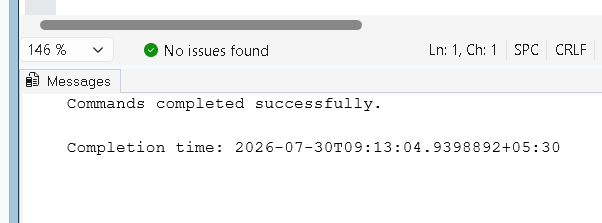 146 %
No issues found
Ln: 1, Ch: 1
SPC
CRLF
Messages
Commands completed successfully.
Completion time: 2026-07-30T09:13:04.9398892+05:30